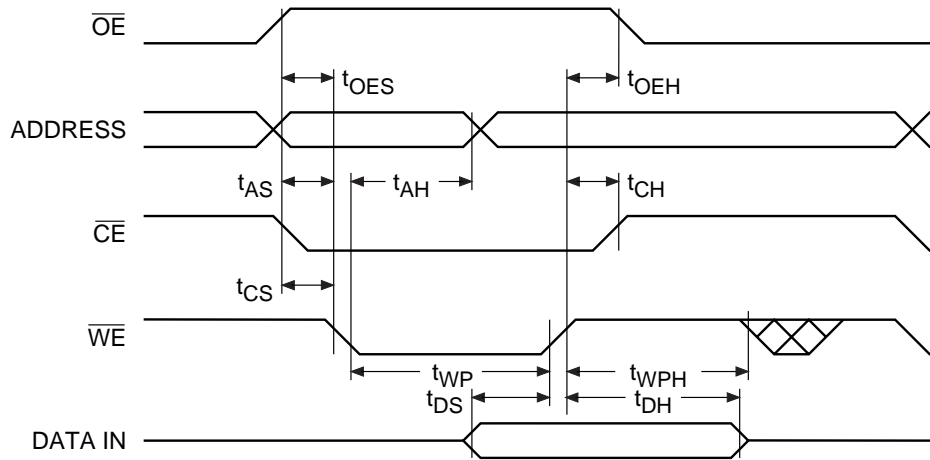 OE
tOES
tOEH
ADDRESS
tAS
tAH
tCH
CE
tCS
WE
tWP
tWPH
tDS
tDH
DATA IN